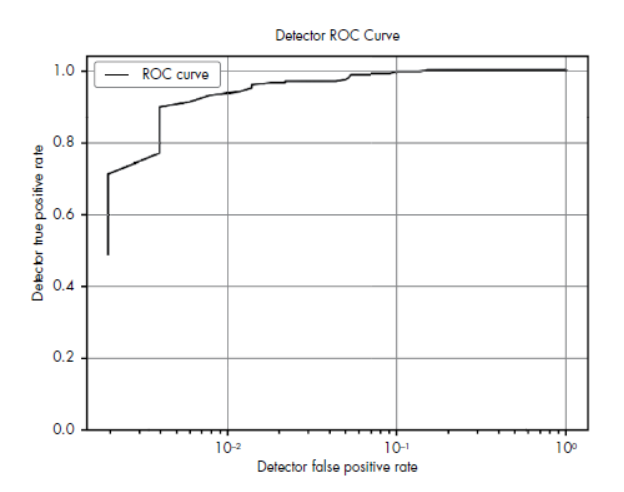 Detector ROC Curve
ROC curve
Detector true positive rate
1.0
0.8
0.6
0.4
0.2
0.0
10⁻² 10⁻¹ 10⁰
Detector false positive rate